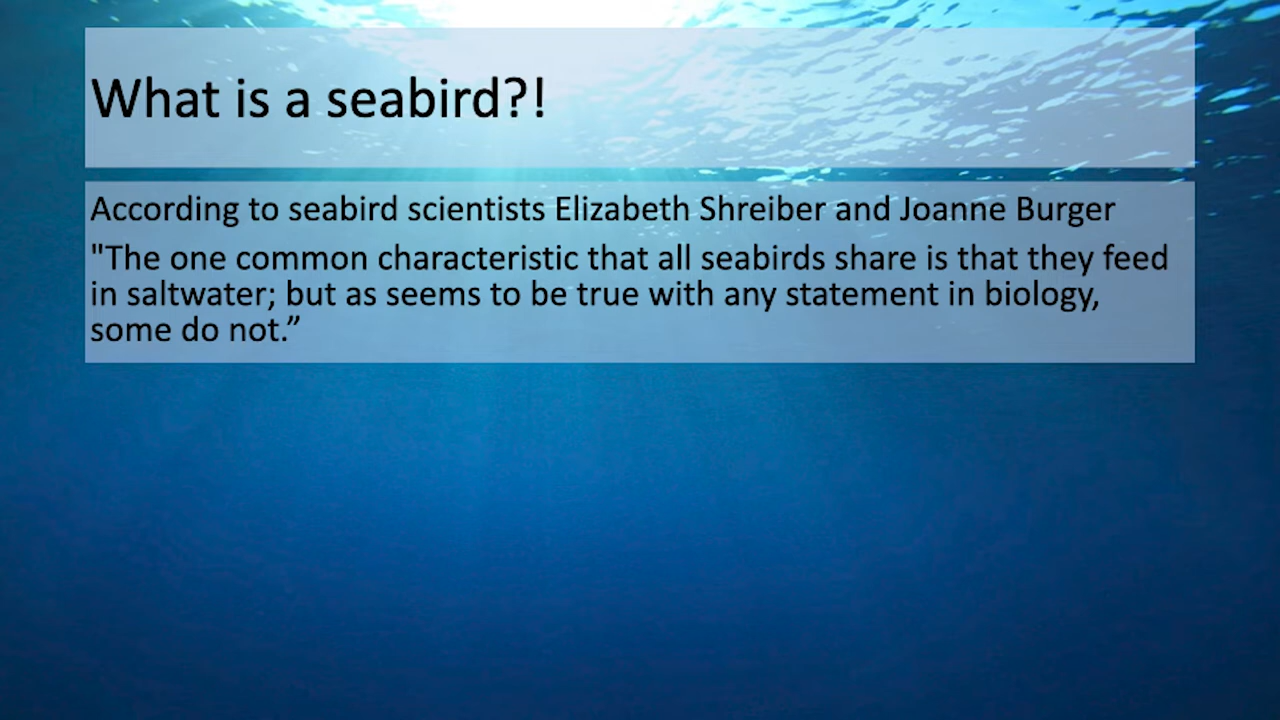 What is a seabird?!
According to seabird scientists Elizabeth Shreiber and Joanne Burger
"The one common characteristic that all seabirds share is that they feed
in saltwater; but as seems to be true with any statement in biology,
some do not.”